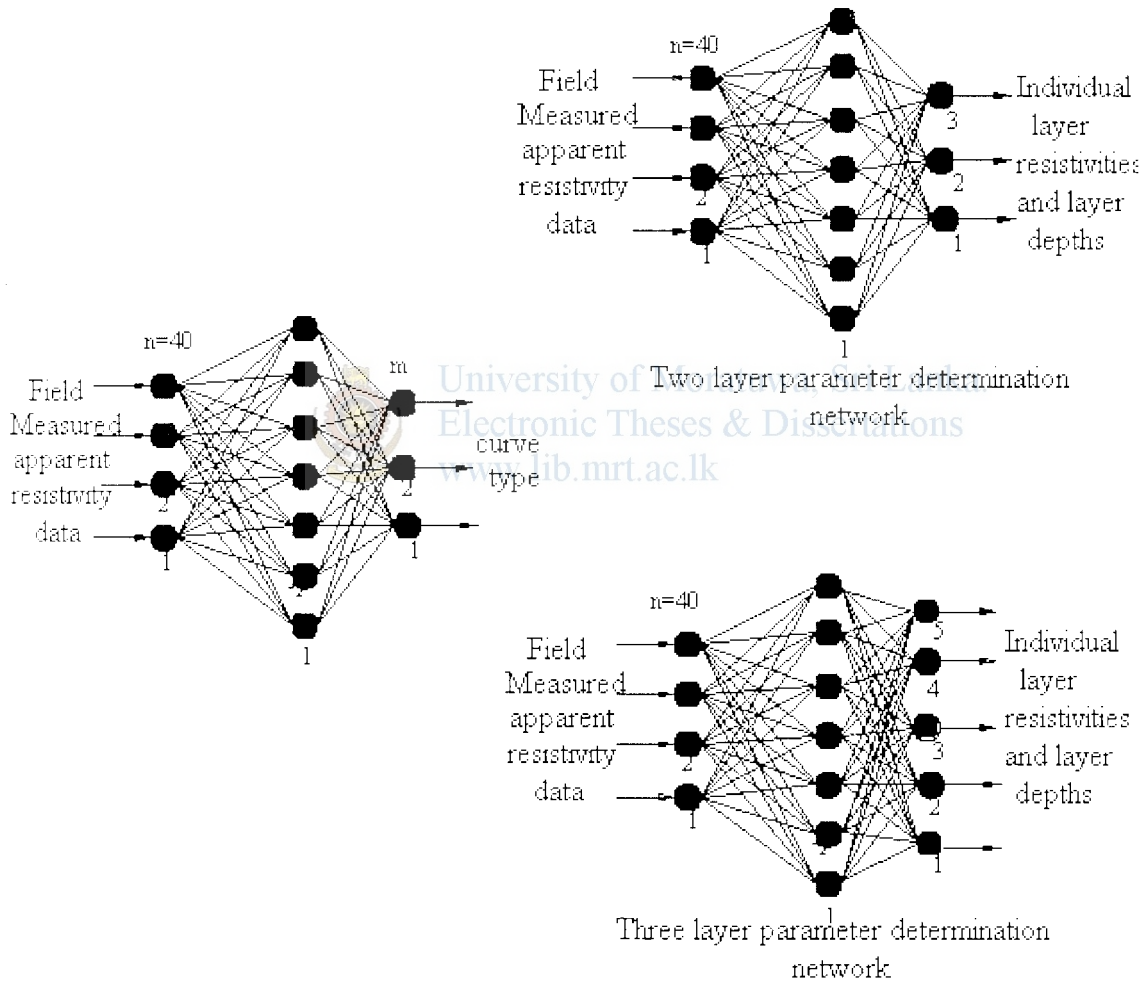 n=40
Field
Measured
apparent
resistivity
data
2
1
1
3
2
1
Individual
layer
resistivities
and layer
depths
Two layer parameter determination
network
n=40
Field
Measured
apparent
resistivity
data
2
1
1
m
2
1
curve
type
University of Moratuwa, Sri Lanka
Electronic Theses & Dissertations
www.lib.mrt.ac.lk
n=40
Field
Measured
apparent
resistivity
data
2
1
1
5
4
3
2
1
Individual
layer
resistivities
and layer
depths
Three layer parameter determination
network